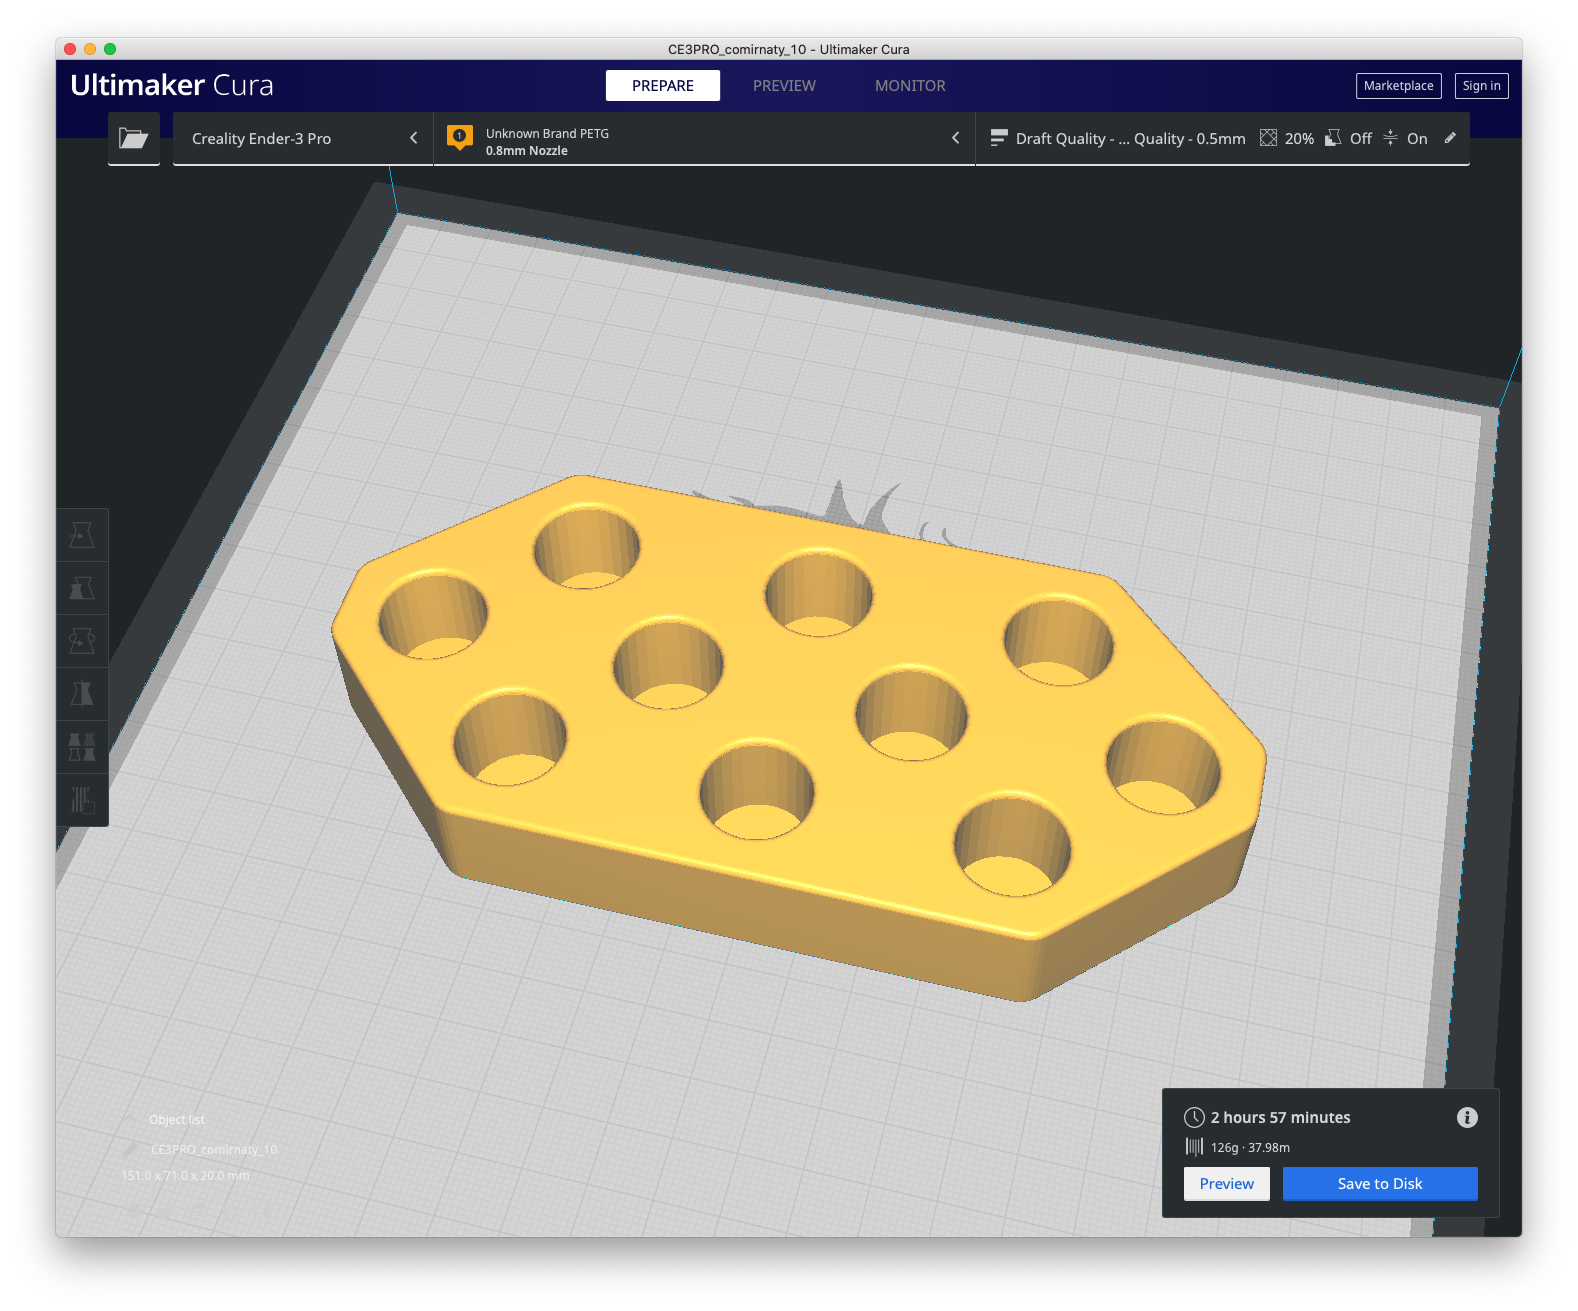 CE3PRO_comirnaty_10 - Ultimaker Cura
Ultimaker Cura
PREPARE
PREVIEW
MONITOR
Marketplace
Sign in
Creality Ender-3 Pro
1
Unknown Brand PETG
0.8mm Nozzle
Draft Quality - ... Quality - 0.5mm
20%
Off
On
Object list
CE3PRO_comirnaty_10
151.0 x 71.0 x 20.0 mm
2 hours 57 minutes
126g · 37.98m
Preview
Save to Disk